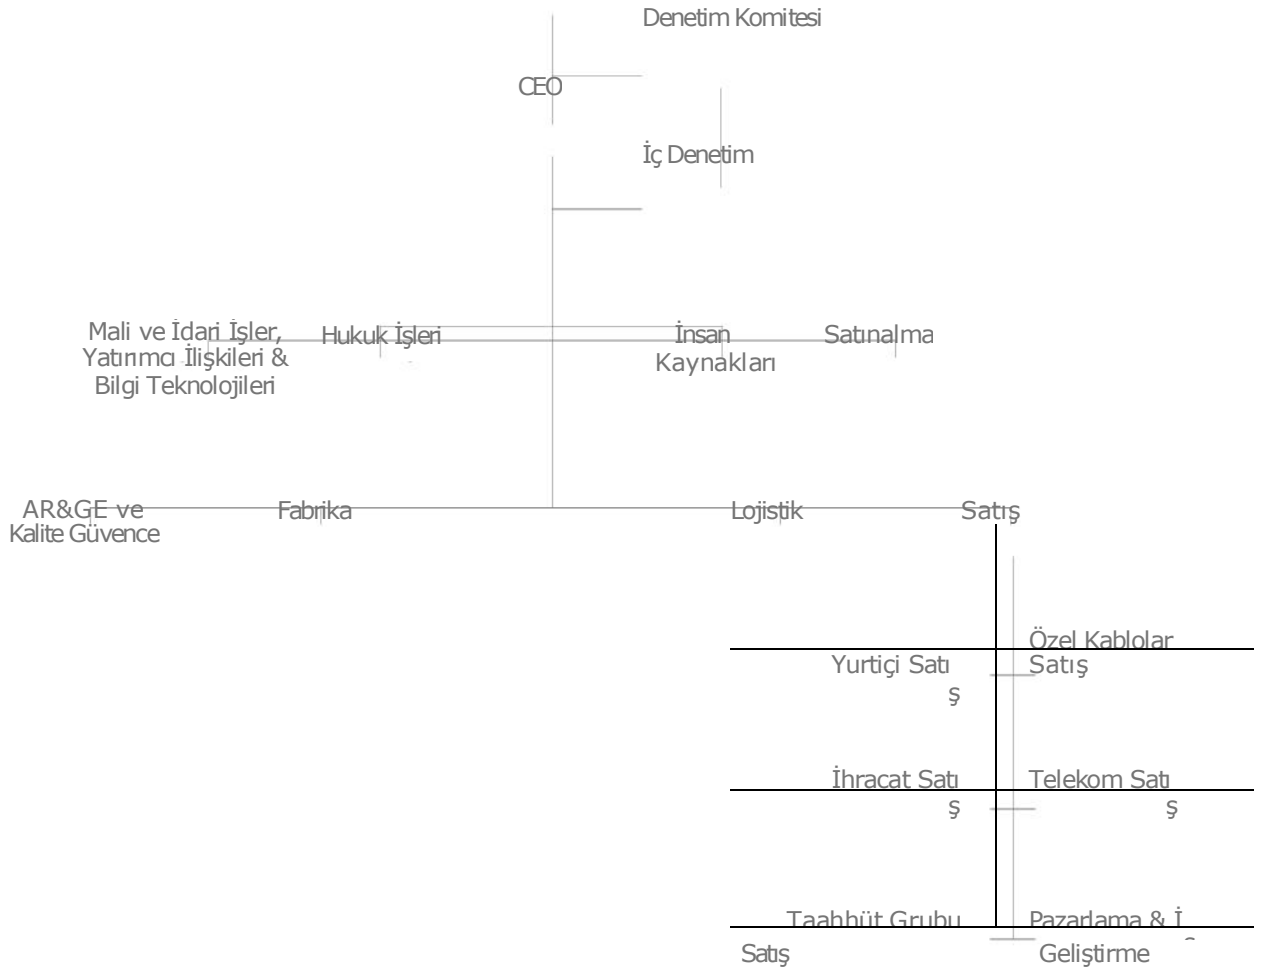 Denetim Komitesi
CEO
İç Denetim
Mali ve İdari İşler,
Yatırımcı İlişkileri &
Bilgi Teknolojileri
Hukuk İşleri
İnsan
Kaynakları
Satınalma
AR&GE ve
Kalite Güvence
Fabrika
Lojistik
Satış
Yurtiçi Satı
ş
Özel Kablolar
Satış
İhracat Satı
ş
Telekom Satı
ş
Taahhüt Grubu
Satış
Pazarlama & İ
ş
Geliştirme